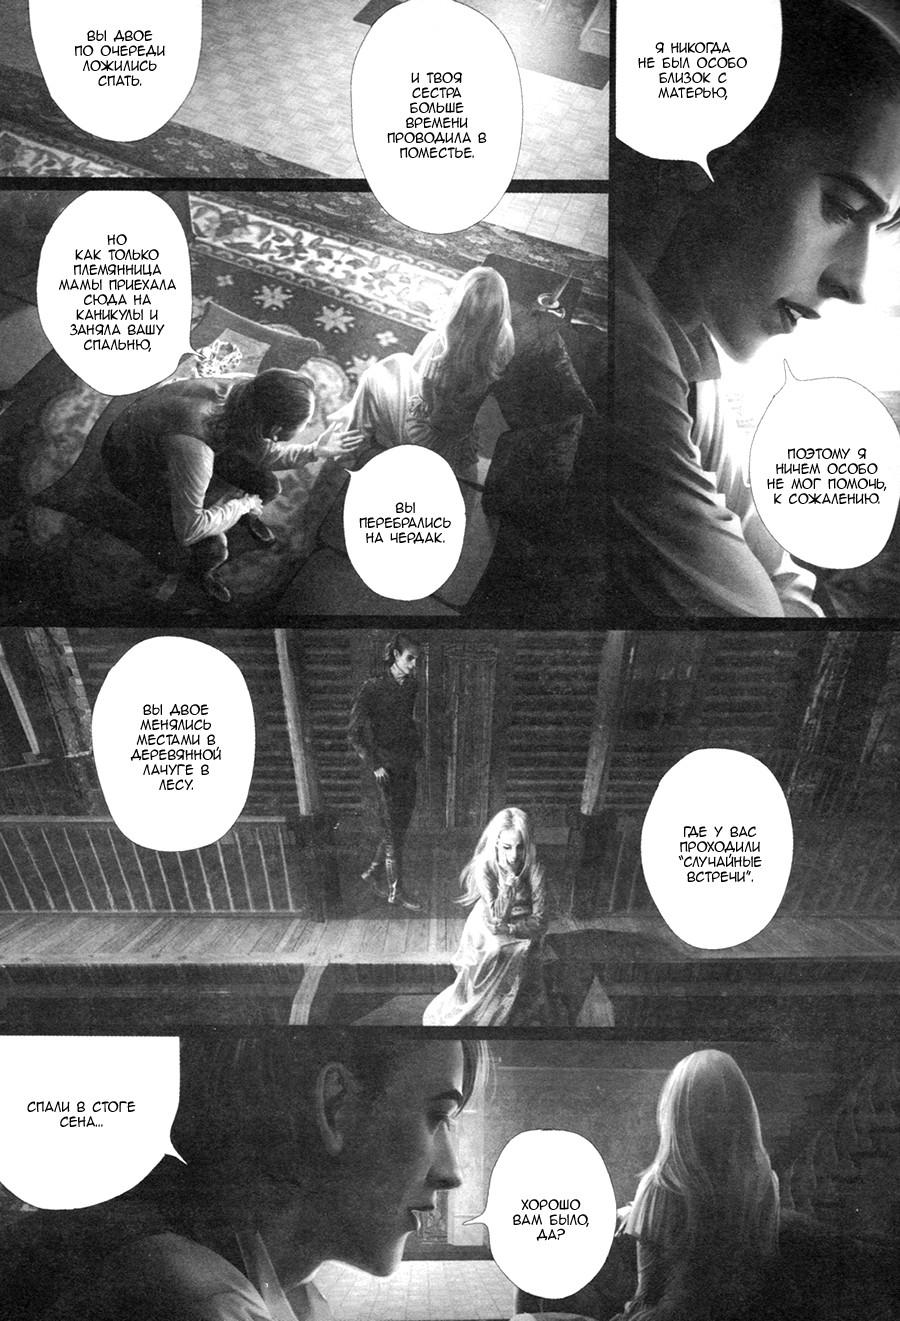 ВЫ ДВОЕ
ПО ОЧЕРЕДИ
ЛОЖИЛИСЬ
СПАТЬ.
И ТВОЯ
СЕСТРА
БОЛЬШЕ
ВРЕМЕНИ
ПРОВОДИЛА В
ПОМЕСТЬЕ.
Я НИКОГДА
НЕ БЫЛ ОСОБО
БЛИЗОК С
МАТЕРЬЮ,
ПОЭТОМУ Я
НИЧЕМ ОСОБО
НЕ МОГ ПОМОЧЬ,
К СОЖАЛЕНИЮ.
НО
КАК ТОЛЬКО
ПЛЕМЯННИЦА
МАМЫ ПРИЕХАЛА
СЮДА НА
КАНИКУЛЫ И
ЗАНЯЛА ВАШУ
СПАЛЬНЮ,
ВЫ
ПЕРЕБРАЛИСЬ
НА ЧЕРДАК.
ВЫ ДВОЕ
МЕНЯЛИСЬ
МЕСТАМИ В
ДЕРЕВЯННОЙ
ЛАЧУГЕ В
ЛЕСУ.
ГДЕ У ВАС
ПРОХОДИЛИ
"СЛУЧАЙНЫЕ
ВСТРЕЧИ".
СПАЛИ В СТОГЕ
СЕНА...
ХОРОШО
ВАМ БЫЛО,
ДА?